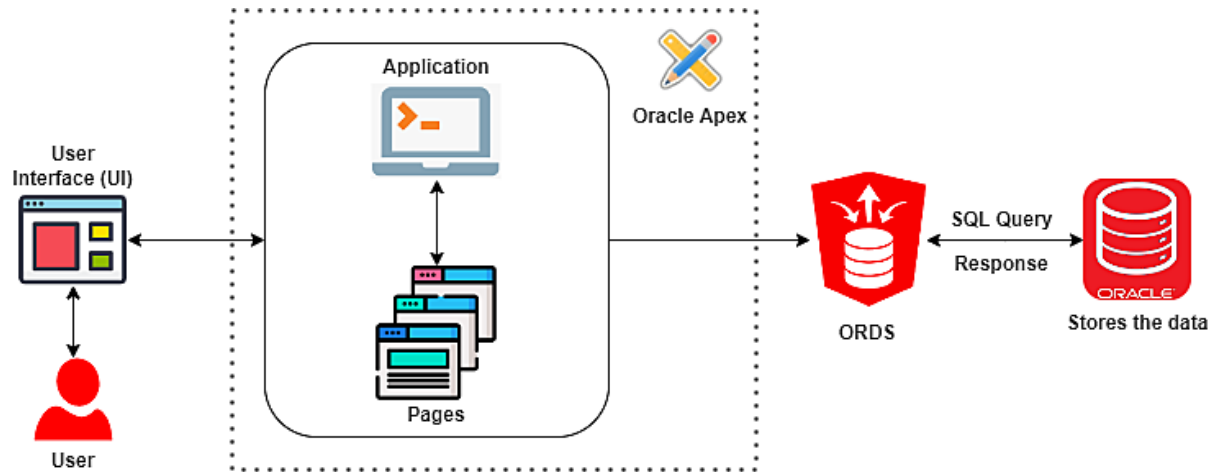 Application
Oracle Apex
User
Interface (UI)
SQL Query
Response
ORACLE
ORDS
Stores the data
Pages
User